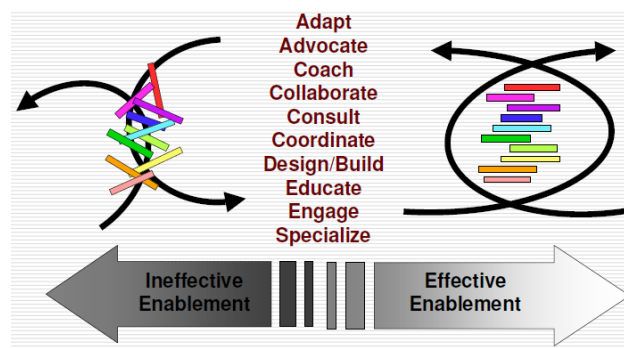 Adapt
Advocate
Coach
Collaborate
Consult
Coordinate
Design/Build
Educate
Engage
Specialize
Ineffective
Enablement
Effective
Enablement